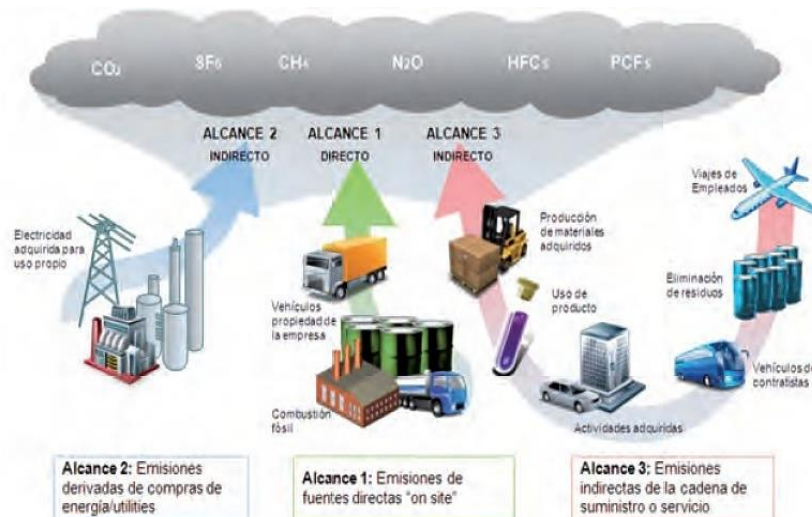 CO2 SF6 CH4 N2O HFCs PCFs
ALCANCE 2
INDIRECTO
ALCANCE 1
DIRECTO
ALCANCE 3
INDIRECTO
Viajes de
Empleados
Electricidad
adquirida para
uso propio
Producción
de materiales
adquiridos
Vehículos
propiedad de
la empresa
Uso de
producto
Eliminación
de residuos
Combustión
fósil
Vehículos de
contratistas
Actividades adquiridas
Alcance 2: Emisiones
derivadas de compras de
energía/utilities
Alcance 1: Emisiones de
fuentes directas "on site"
Alcance 3: Emisiones
indirectas de la cadena de
suministro o servicio